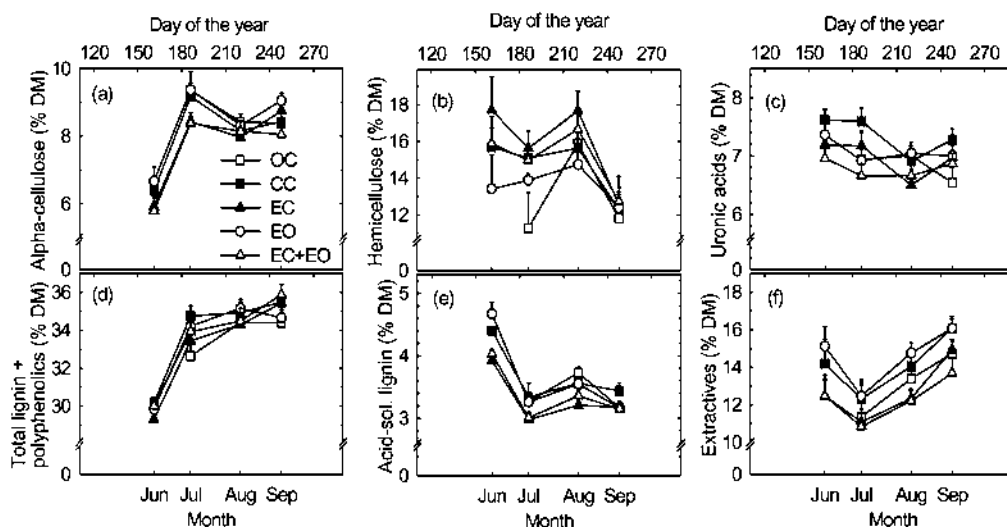 Day of the year
Day of the year
Day of the year
120 150 180 210 240 270
120 150 180 210 240 270
120 150 180 210 240 270
Alpha-cellulose (% DM)
10
8
6
0
(a)
OC
CC
EC
EO
EC+EO
Hemicellulose (% DM)
18
16
14
12
0
(b)
Uronic acids (% DM)
8
7
6
0
(c)
Total lignin +
polyphenolics (% DM)
36
34
32
30
0
(d)
Jun Jul Aug Sep
Month
Acid-sol. lignin (% DM)
5
4
3
0
(e)
Jun Jul Aug Sep
Month
Extractives (% DM)
18
16
14
12
10
0
(f)
Jun Jul Aug Sep
Month